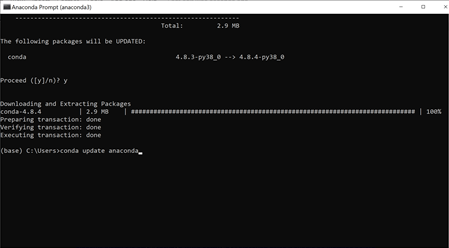 Anaconda Prompt (anaconda3)
------------------------------------------------------------
Total: 2.9 MB
The following packages will be UPDATED:
conda 4.8.3-py38_0 --> 4.8.4-py38_0
Proceed ([y]/n)? y
Downloading and Extracting Packages
conda-4.8.4 | 2.9 MB | ############################################################################ | 100%
Preparing transaction: done
Verifying transaction: done
Executing transaction: done
(base) C:\Users>conda update anaconda